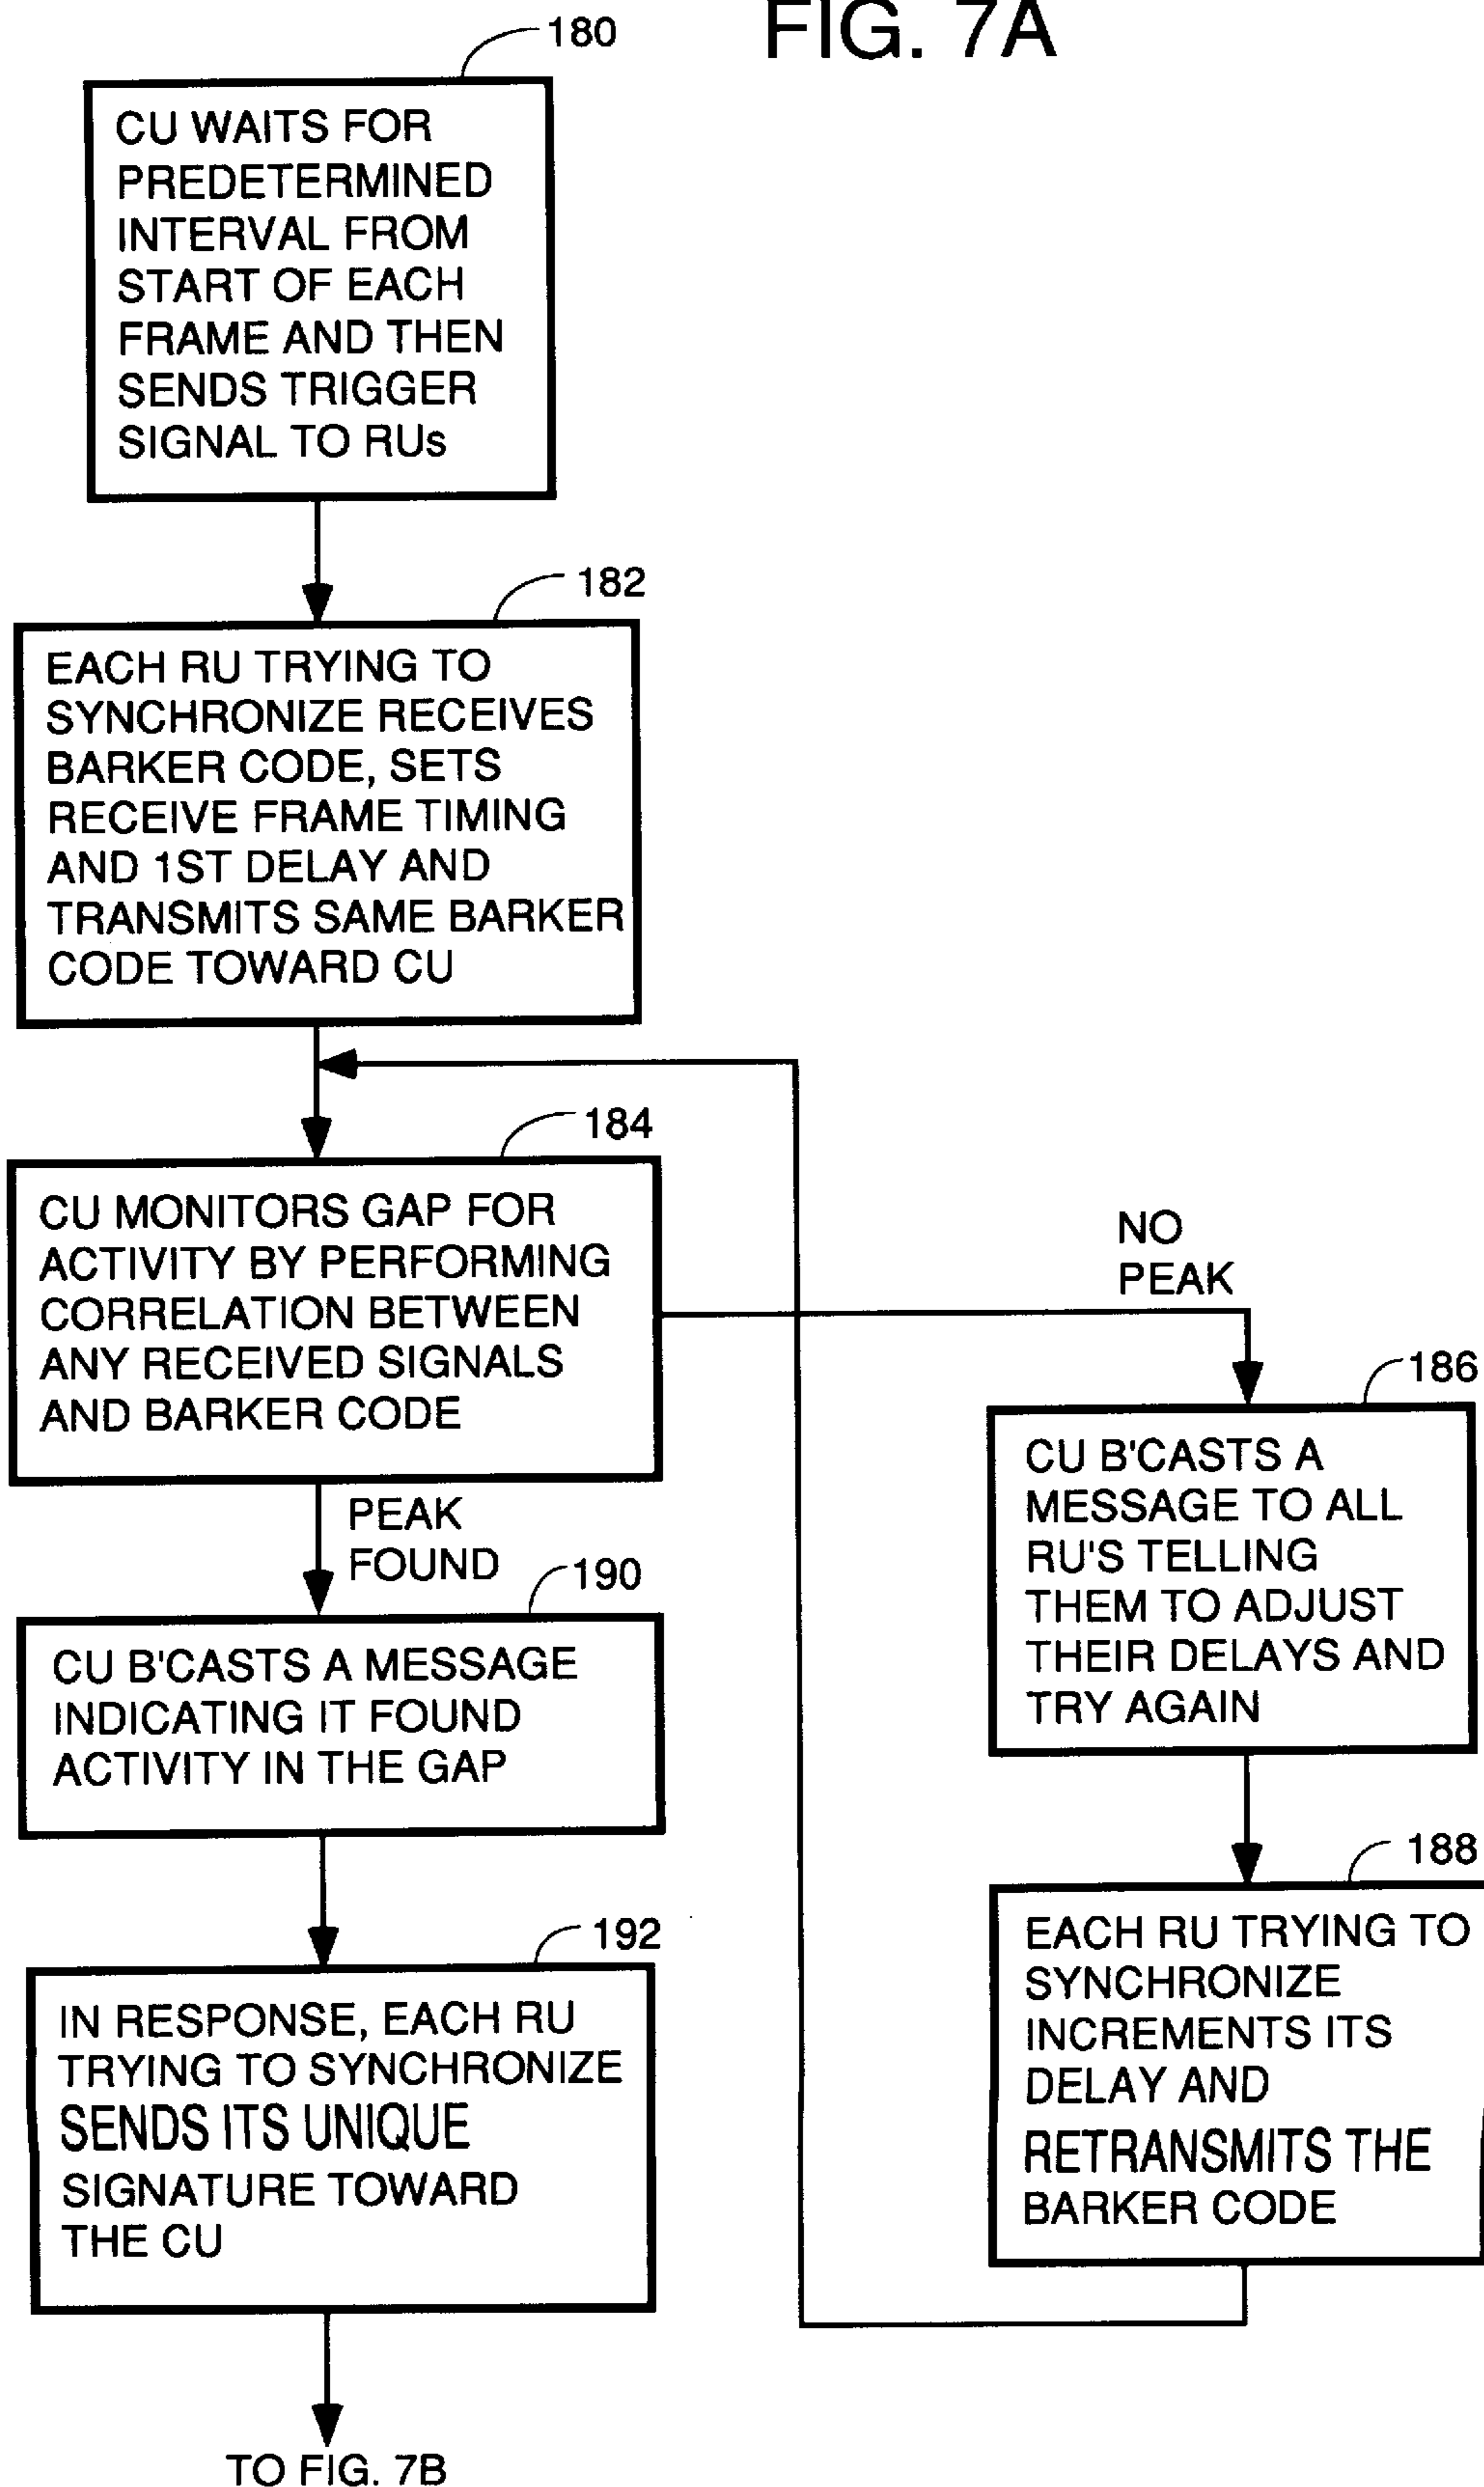 FIG. 7A
180
CU WAITS FOR
PREDETERMINED
INTERVAL FROM
START OF EACH
FRAME AND THEN
SENDS TRIGGER
SIGNAL TO RUs
182
EACH RU TRYING TO
SYNCHRONIZE RECEIVES
BARKER CODE, SETS
RECEIVE FRAME TIMING
AND 1ST DELAY AND
TRANSMITS SAME BARKER
CODE TOWARD CU
184
CU MONITORS GAP FOR
ACTIVITY BY PERFORMING
CORRELATION BETWEEN
ANY RECEIVED SIGNALS
AND BARKER CODE
NO
PEAK
186
CU B'CASTS A
MESSAGE TO ALL
RU'S TELLING
THEM TO ADJUST
THEIR DELAYS AND
TRY AGAIN
188
EACH RU TRYING TO
SYNCHRONIZE
INCREMENTS ITS
DELAY AND
RETRANSMITS THE
BARKER CODE
PEAK
FOUND
190
CU B'CASTS A MESSAGE
INDICATING IT FOUND
ACTIVITY IN THE GAP
192
IN RESPONSE, EACH RU
TRYING TO SYNCHRONIZE
SENDS ITS UNIQUE
SIGNATURE TOWARD
THE CU
TO FIG. 7B